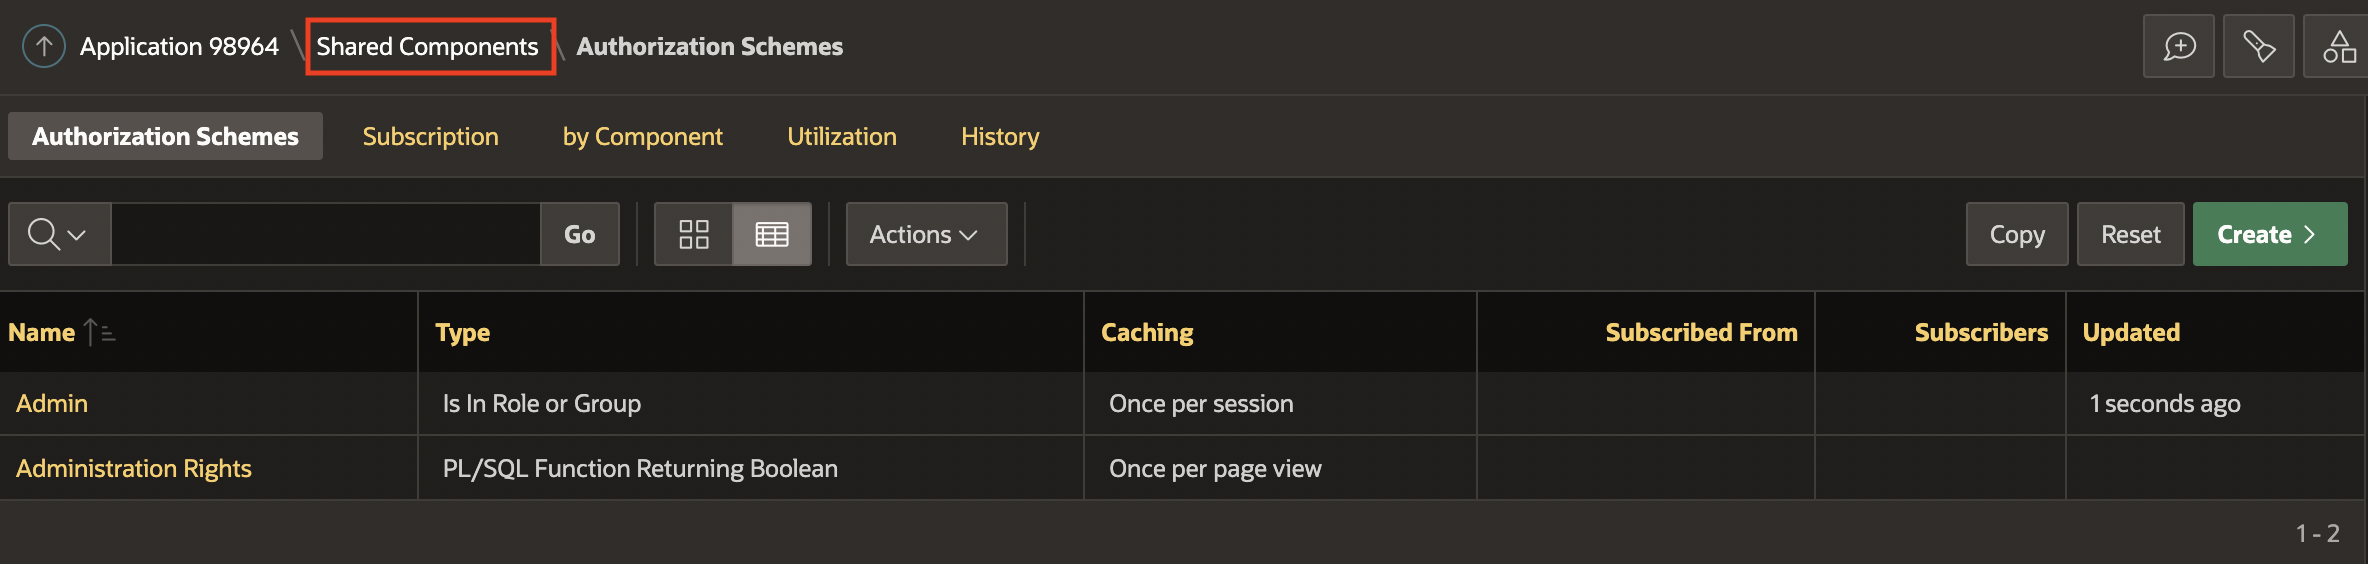 Application 98964 \ Shared Components \ Authorization Schemes
Authorization Schemes Subscription by Component Utilization History
Go Actions Copy Reset Create
Name Type Caching Subscribed From Subscribers Updated
Admin Is In Role or Group Once per session 1 seconds ago
Administration Rights PL/SQL Function Returning Boolean Once per page view
1 - 2